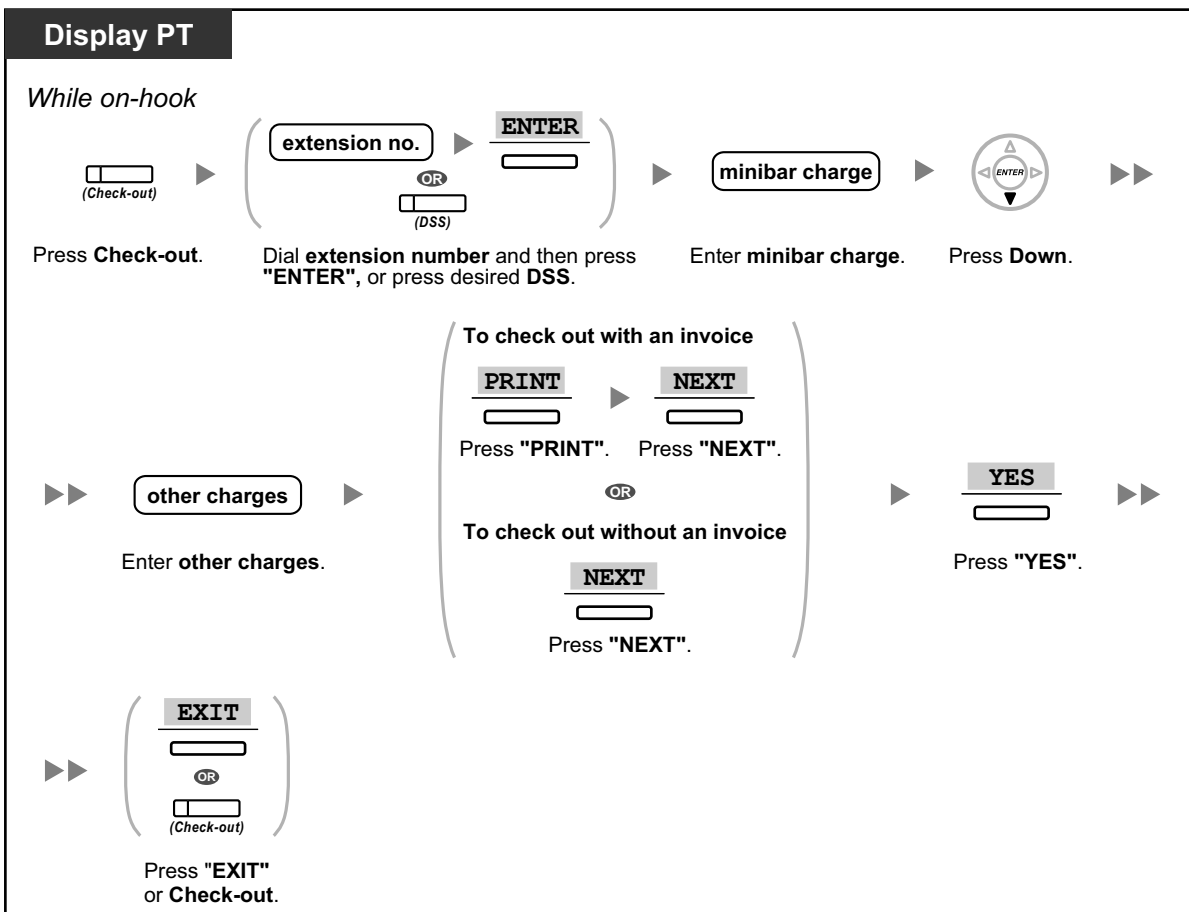 Display PT
While on-hook
(Check-out)
extension no.
ENTER
OR
(DSS)
minibar charge
ENTER
Press Check-out.
Dial extension number and then press
"ENTER", or press desired DSS.
Enter minibar charge.
Press Down.
other charges
Enter other charges.
To check out with an invoice
PRINT
NEXT
Press "PRINT".
Press "NEXT".
OR
To check out without an invoice
NEXT
Press "NEXT".
YES
Press "YES".
EXIT
OR
(Check-out)
Press "EXIT"
or Check-out.